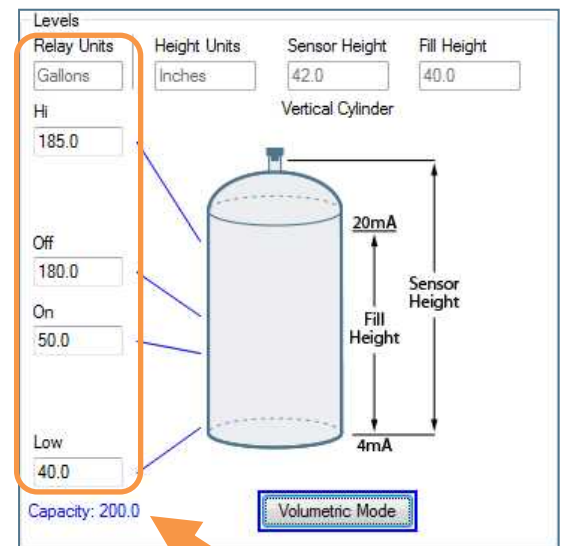 Levels
Relay Units Height Units Sensor Height Fill Height
Gallons Inches 42.0 40.0
Hi Vertical Cylinder
185.0
20mA
Off
180.0
Sensor
Height
On
Fill
Height
50.0
Low
4mA
40.0
Capacity: 200.0 Volumetric Mode